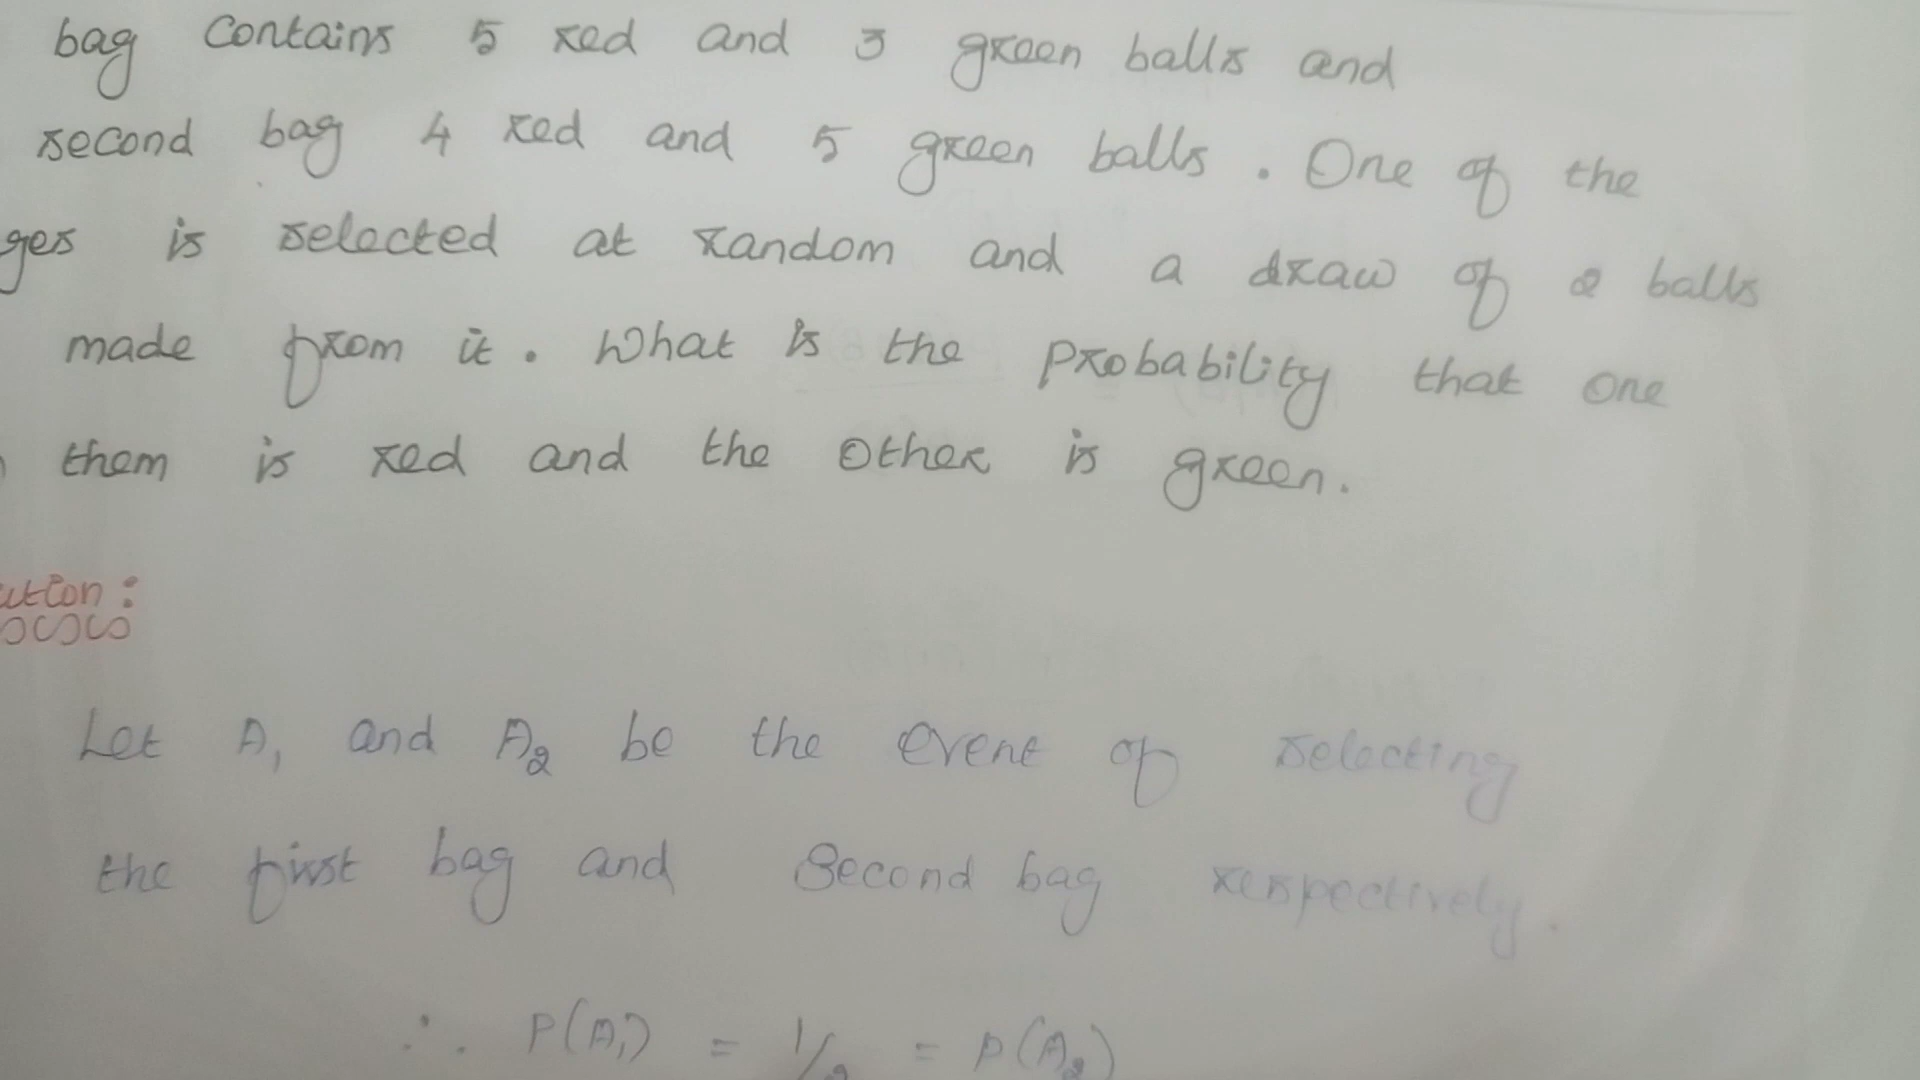 bag contains 5 red and 3 green balls and
second bag 4 red and 5 green balls. One of the
ges is selected at random and a draw of 2 balls
made from it. What is the probability that one
them is red and the other is green.
ution:
Let A1 and A2 be the event of selecting
the first bag and Second bag respectively.
∴ P(A1) = 1/2 = P(A2)